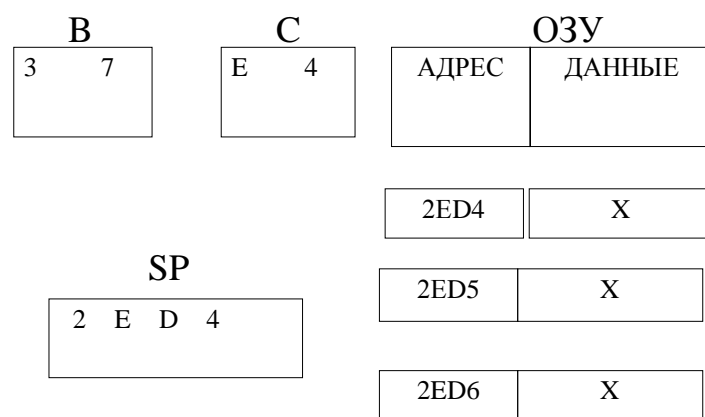 В С ОЗУ
3 7 Е 4 АДРЕС ДАННЫЕ
2ED4 X
SP
2 E D 4
2ED5 X
2ED6 X